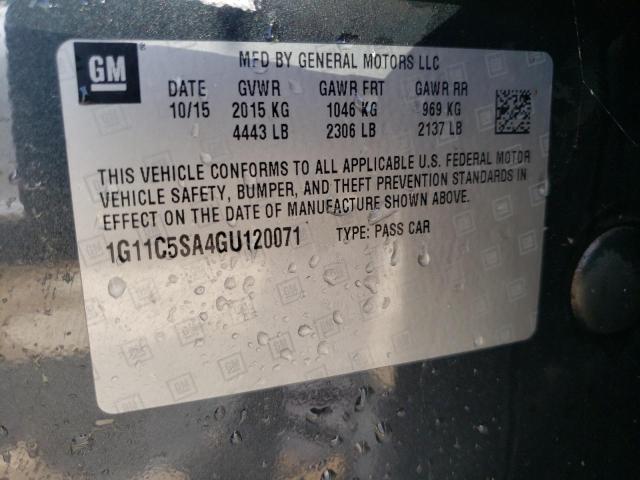 GM
MFD BY GENERAL MOTORS LLC
DATE GVWR GAWR FRT GAWR RR
10/15 2015 KG 1046 KG 969 KG
4443 LB 2306 LB 2137 LB
THIS VEHICLE CONFORMS TO ALL APPLICABLE U.S. FEDERAL MOTOR
VEHICLE SAFETY, BUMPER, AND THEFT PREVENTION STANDARDS IN
EFFECT ON THE DATE OF MANUFACTURE SHOWN ABOVE.
1G11C5SA4GU120071 TYPE: PASS CAR